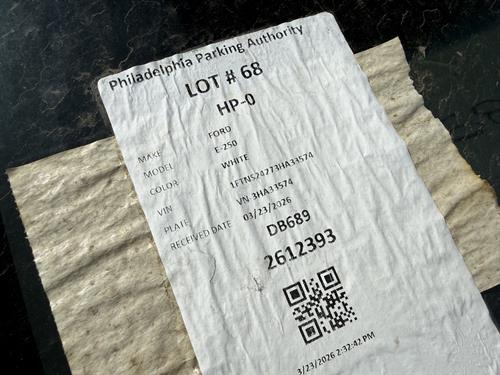 Philadelphia Parking Authority
LOT # 68
HP-0
MAKE FORD
MODEL E-250
COLOR WHITE
VIN 1FTNS24273HA33574
PLATE VN-3HA33574
RECEIVED DATE 03/23/2026
DB689
2612393
3/23/2026 2:32:42 PM